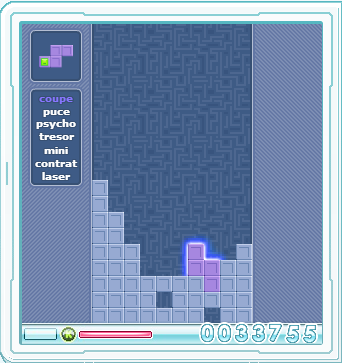 coupe
puce
psycho
tresor
mini
contrat
laser
0033755